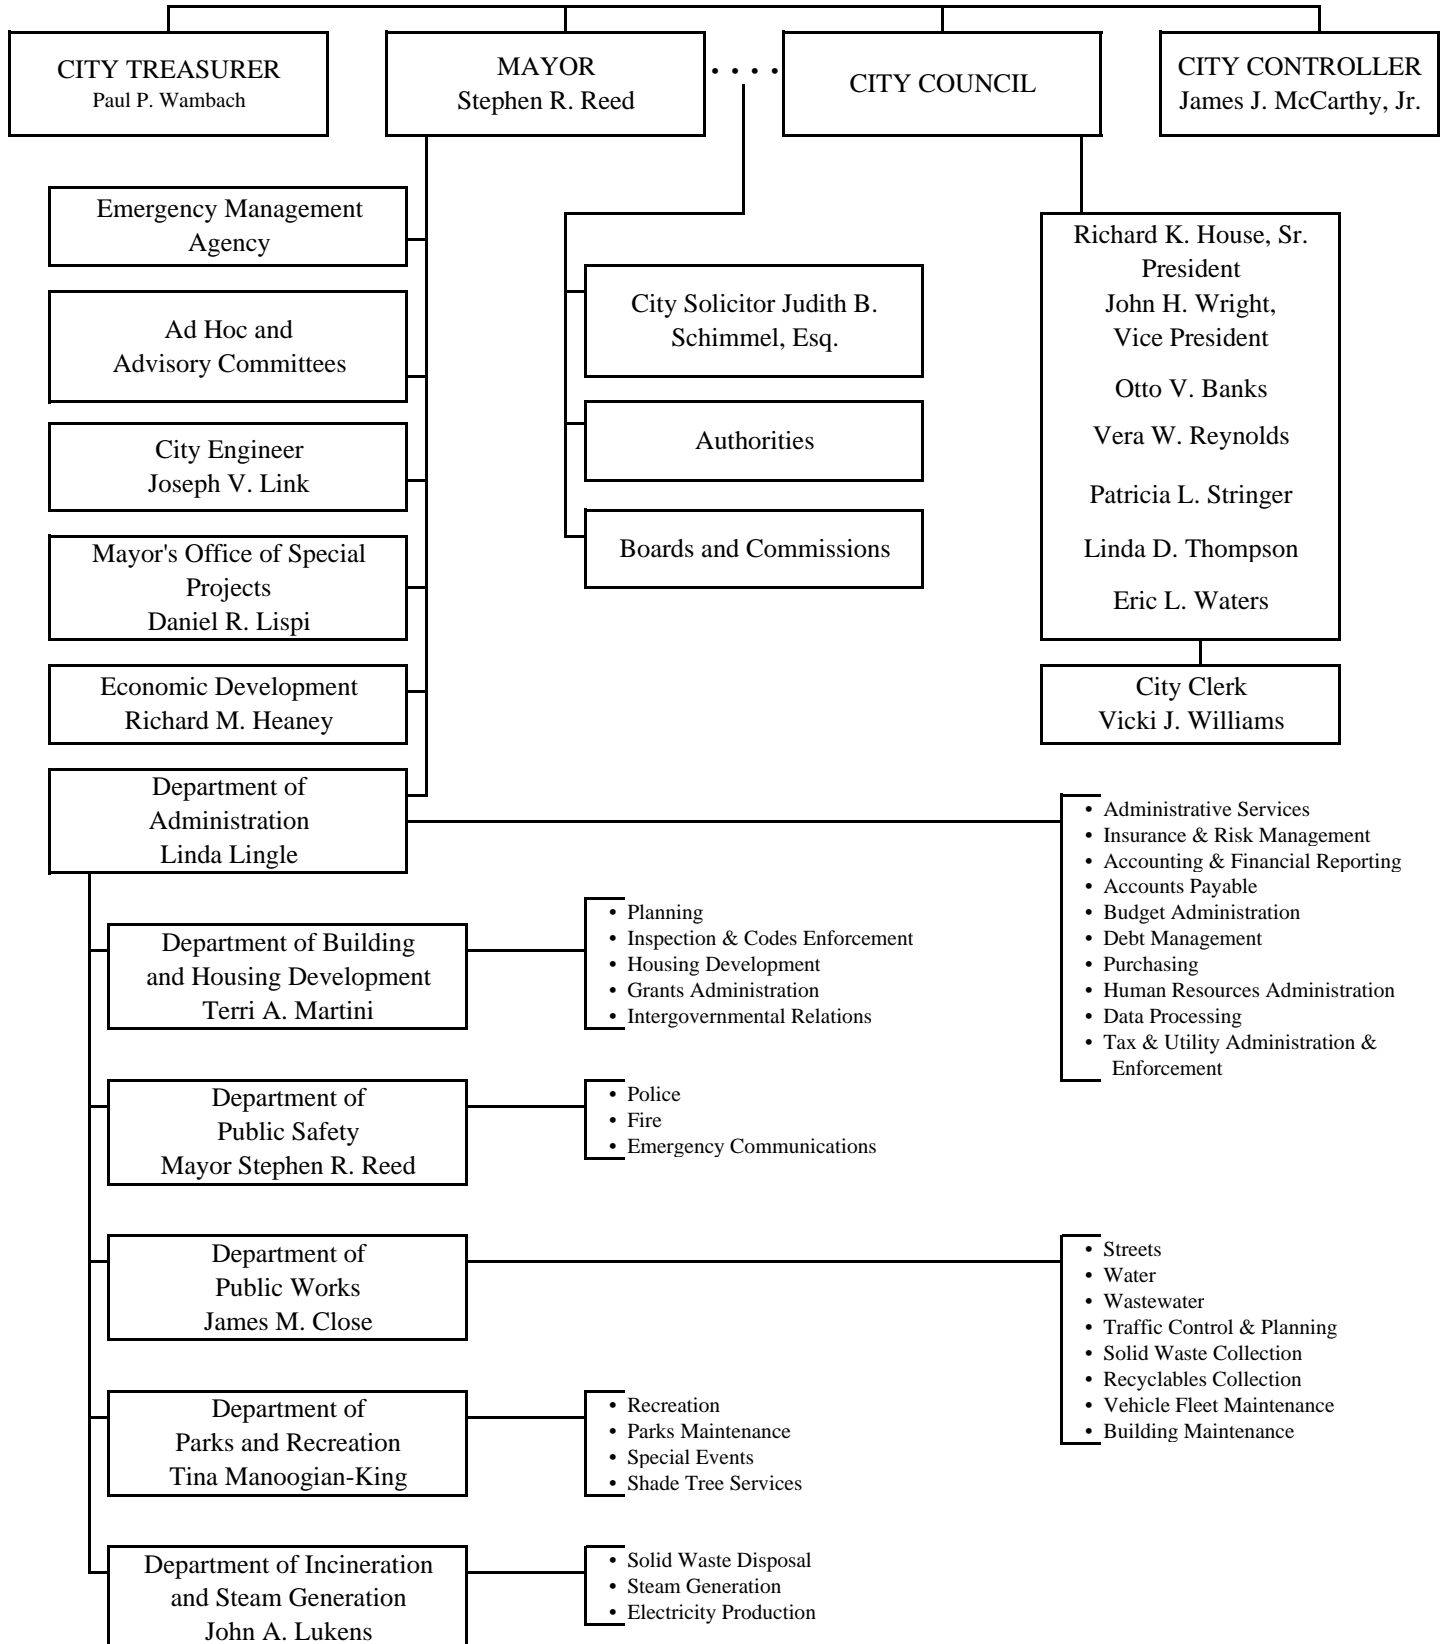 CITY TREASURER
Paul P. Wambach
MAYOR
Stephen R. Reed
. . . .
CITY COUNCIL
CITY CONTROLLER
James J. McCarthy, Jr.
Emergency Management
Agency
Ad Hoc and
Advisory Committees
City Engineer
Joseph V. Link
Mayor's Office of Special
Projects
Daniel R. Lispi
Economic Development
Richard M. Heaney
Department of
Administration
Linda Lingle
City Solicitor Judith B.
Schimmel, Esq.
Authorities
Boards and Commissions
Richard K. House, Sr.
President
John H. Wright,
Vice President
Otto V. Banks
Vera W. Reynolds
Patricia L. Stringer
Linda D. Thompson
Eric L. Waters
City Clerk
Vicki J. Williams
• Administrative Services
• Insurance & Risk Management
• Accounting & Financial Reporting
• Accounts Payable
• Budget Administration
• Debt Management
• Purchasing
• Human Resources Administration
• Data Processing
• Tax & Utility Administration &
Enforcement
Department of Building
and Housing Development
Terri A. Martini
• Planning
• Inspection & Codes Enforcement
• Housing Development
• Grants Administration
• Intergovernmental Relations
Department of
Public Safety
Mayor Stephen R. Reed
• Police
• Fire
• Emergency Communications
Department of
Public Works
James M. Close
• Streets
• Water
• Wastewater
• Traffic Control & Planning
• Solid Waste Collection
• Recyclables Collection
• Vehicle Fleet Maintenance
• Building Maintenance
Department of
Parks and Recreation
Tina Manoogian-King
• Recreation
• Parks Maintenance
• Special Events
• Shade Tree Services
Department of Incineration
and Steam Generation
John A. Lukens
• Solid Waste Disposal
• Steam Generation
• Electricity Production